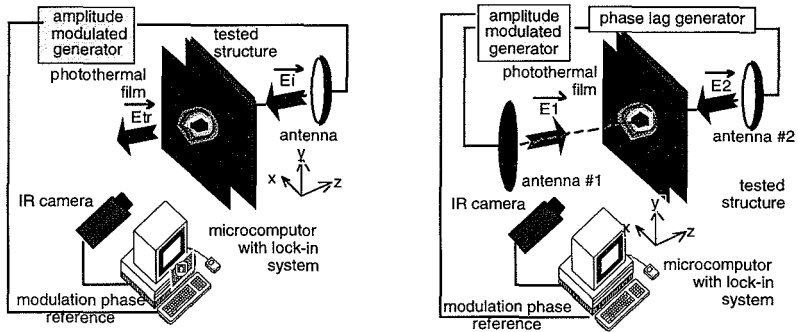 amplitude
modulated
generator
tested
structure
photothermal
film
Etr
Ei
antenna
y
x
z
IR camera
microcomputor
with lock-in
system
modulation phase
reference
amplitude
modulated
generator
phase lag generator
photothermal
film
E1
E2
antenna #2
antenna #1
IR camera
tested
structure
y
x
z
microcomputor
with lock-in
system
modulation phase
reference